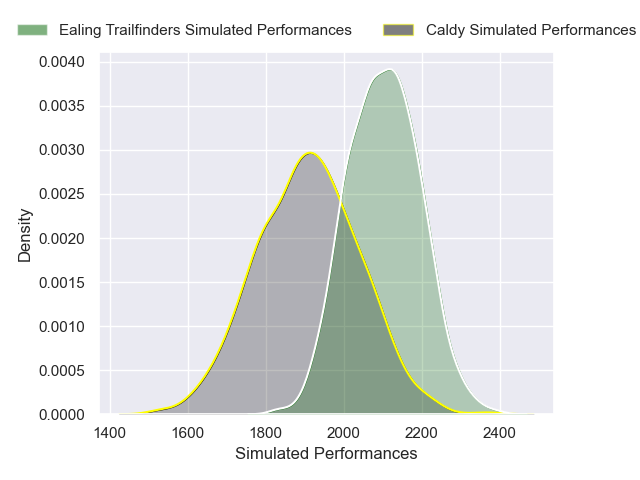 Ealing Trailfinders Simulated Performances Caldy Simulated Performances
0.0040
0.0035
0.0030
0.0025
0.0020
0.0015
0.0010
0.0005
0.0000
Density
1400 1600 1800 2000 2200 2400
Simulated Performances